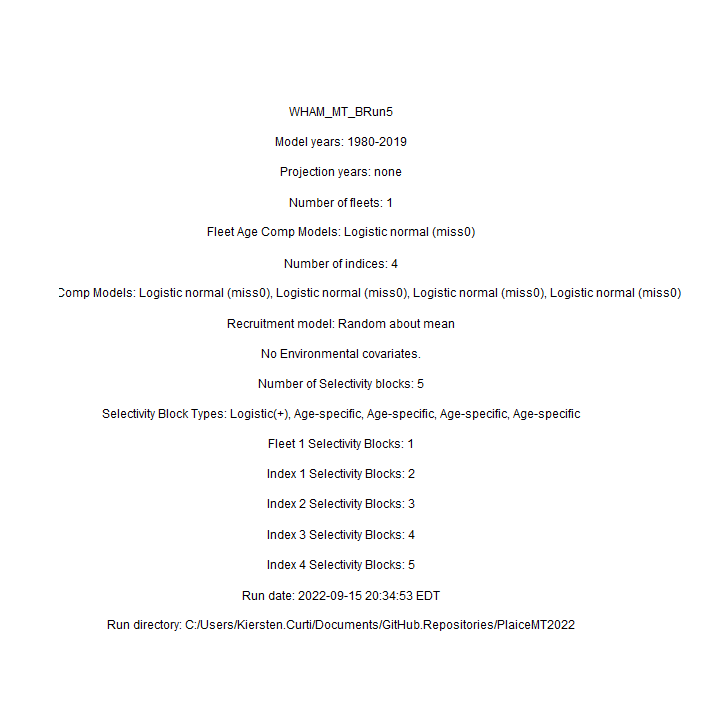 WHAM_MT_BRun5
Model years: 1980-2019
Projection years: none
Number of fleets: 1
Fleet Age Comp Models: Logistic normal (miss0)
Number of indices: 4
Comp Models: Logistic normal (miss0), Logistic normal (miss0), Logistic normal (miss0), Logistic normal (miss0)
Recruitment model: Random about mean
No Environmental covariates.
Number of Selectivity blocks: 5
Selectivity Block Types: Logistic(+), Age-specific, Age-specific, Age-specific, Age-specific
Fleet 1 Selectivity Blocks: 1
Index 1 Selectivity Blocks: 2
Index 2 Selectivity Blocks: 3
Index 3 Selectivity Blocks: 4
Index 4 Selectivity Blocks: 5
Run date: 2022-09-15 20:34:53 EDT
Run directory: C:/Users/Kiersten.Curti/Documents/GitHub.Repositories/PlaiceMT2022